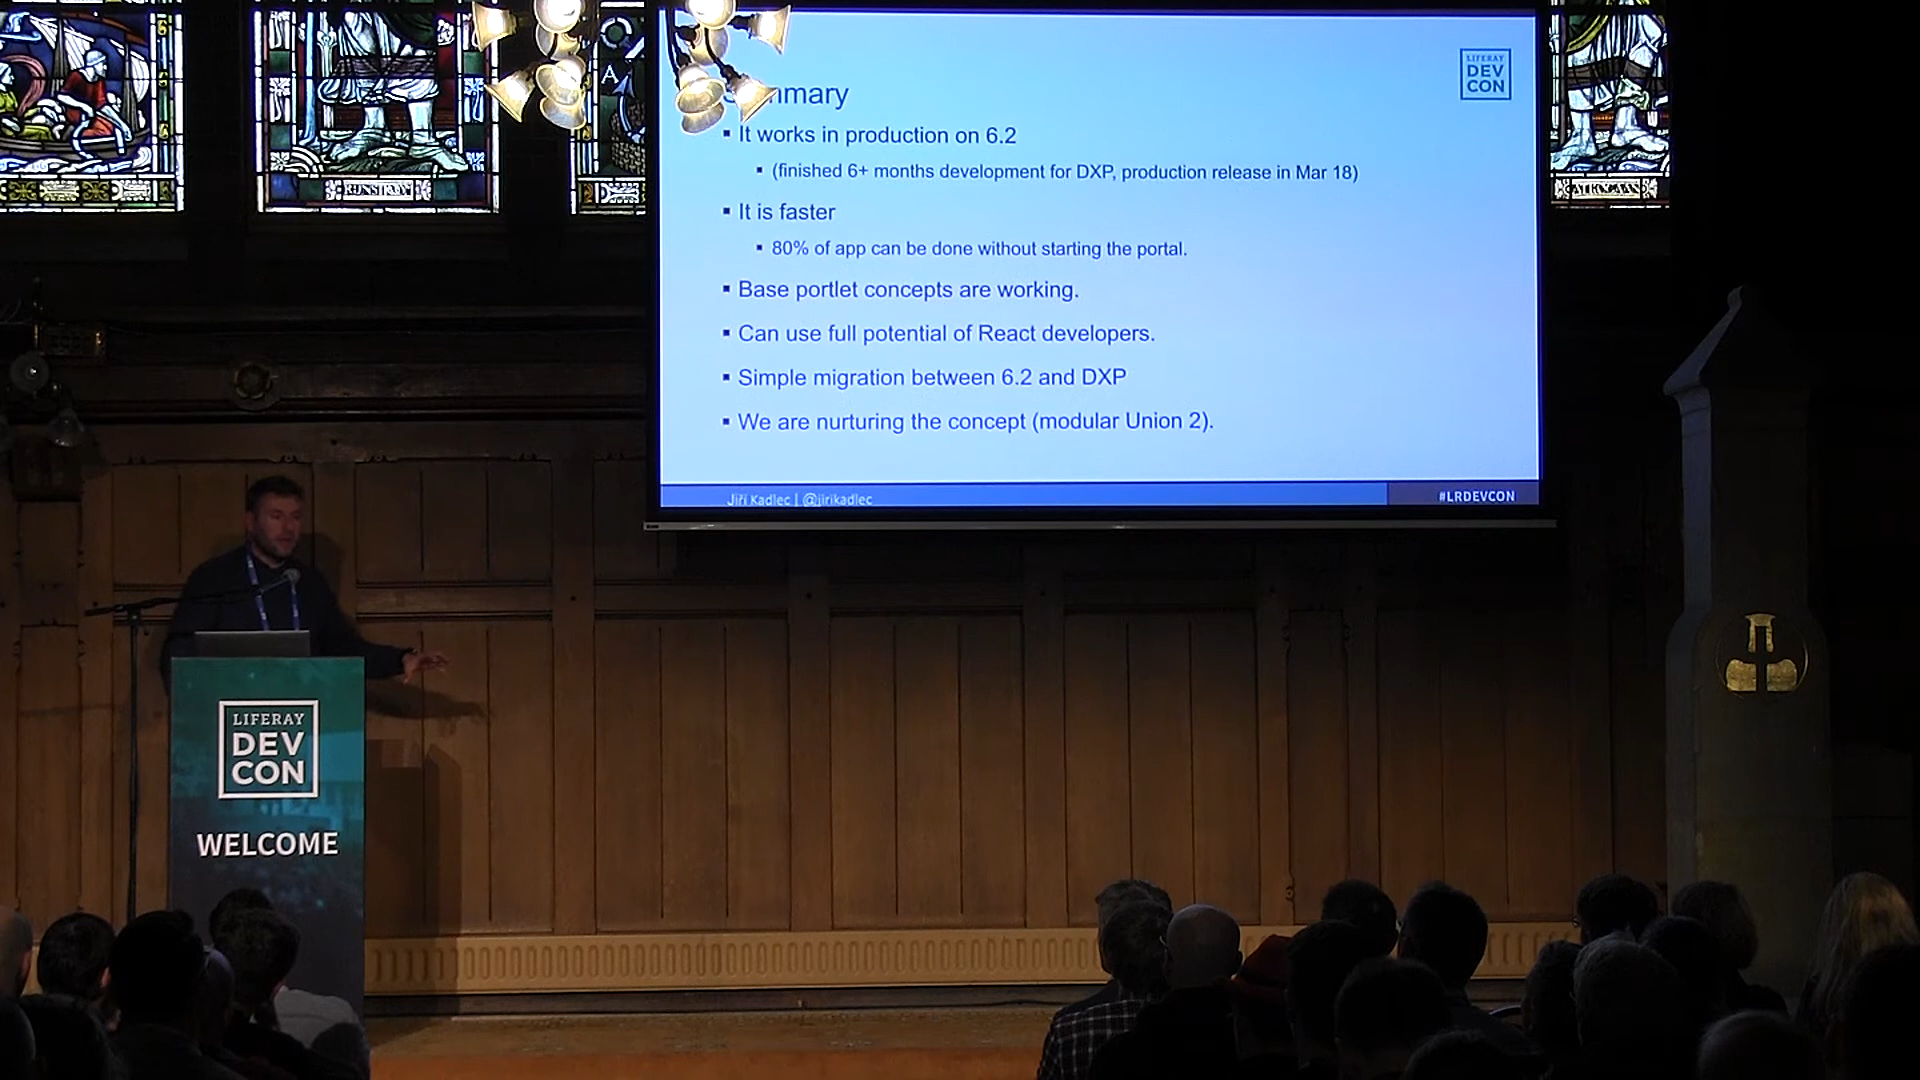 mmary
▪ It works in production on 6.2
▪ (finished 6+ months development for DXP, production release in Mar 18)
▪ It is faster
▪ 80% of app can be done without starting the portal.
▪ Base portlet concepts are working.
▪ Can use full potential of React developers.
▪ Simple migration between 6.2 and DXP
▪ We are nurturing the concept (modular Union 2).
Jiří Kadlec | @jirikadlec
#LRDEVCON
LIFERAY
DEV
CON
LIFERAY
DEV
CON
WELCOME